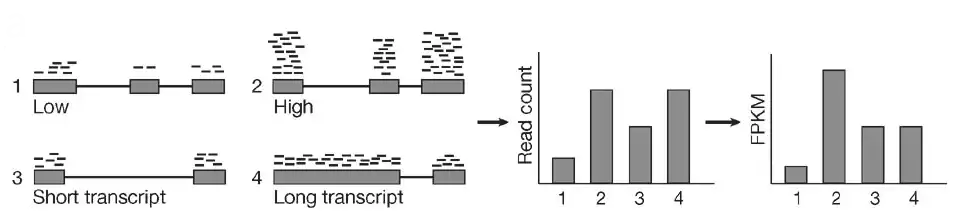 1
Low
2
High
3
Short transcript
4
Long transcript
Read count
1 2 3 4
FPKM
1 2 3 4